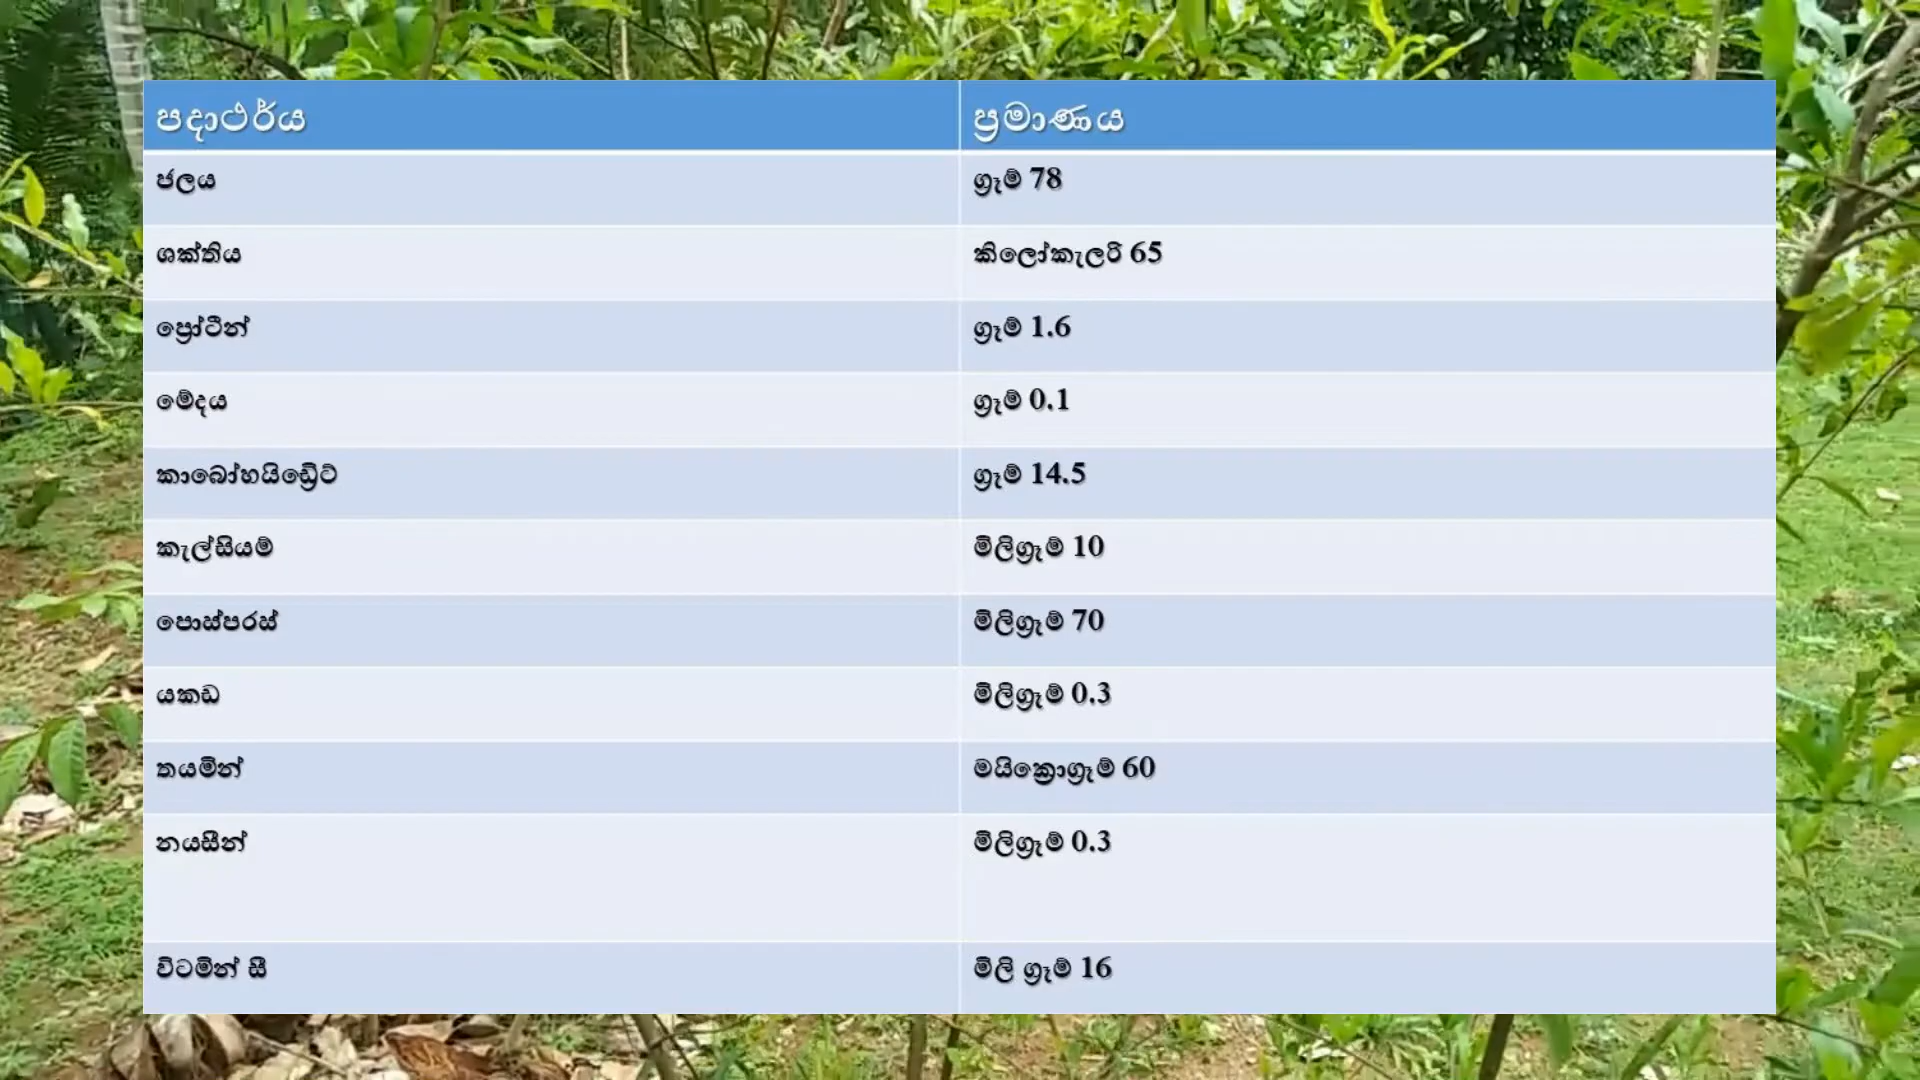 පදාර්ථය ප්‍රමාණය
ජලය ග්‍රෑම් 78
ශක්තිය කිලෝකැලරි 65
ප්‍රෝටීන් ග්‍රෑම් 1.6
මේදය ග්‍රෑම් 0.1
කාබෝහයිඩ්‍රේට් ග්‍රෑම් 14.5
කැල්සියම් මිලිග්‍රෑම් 10
පොස්පරස් මිලිග්‍රෑම් 70
යකඩ මිලිග්‍රෑම් 0.3
තයමින් මයික්‍රොග්‍රෑම් 60
නයසීන් මිලිග්‍රෑම් 0.3
විටමින් සී මිලි ග්‍රෑම් 16